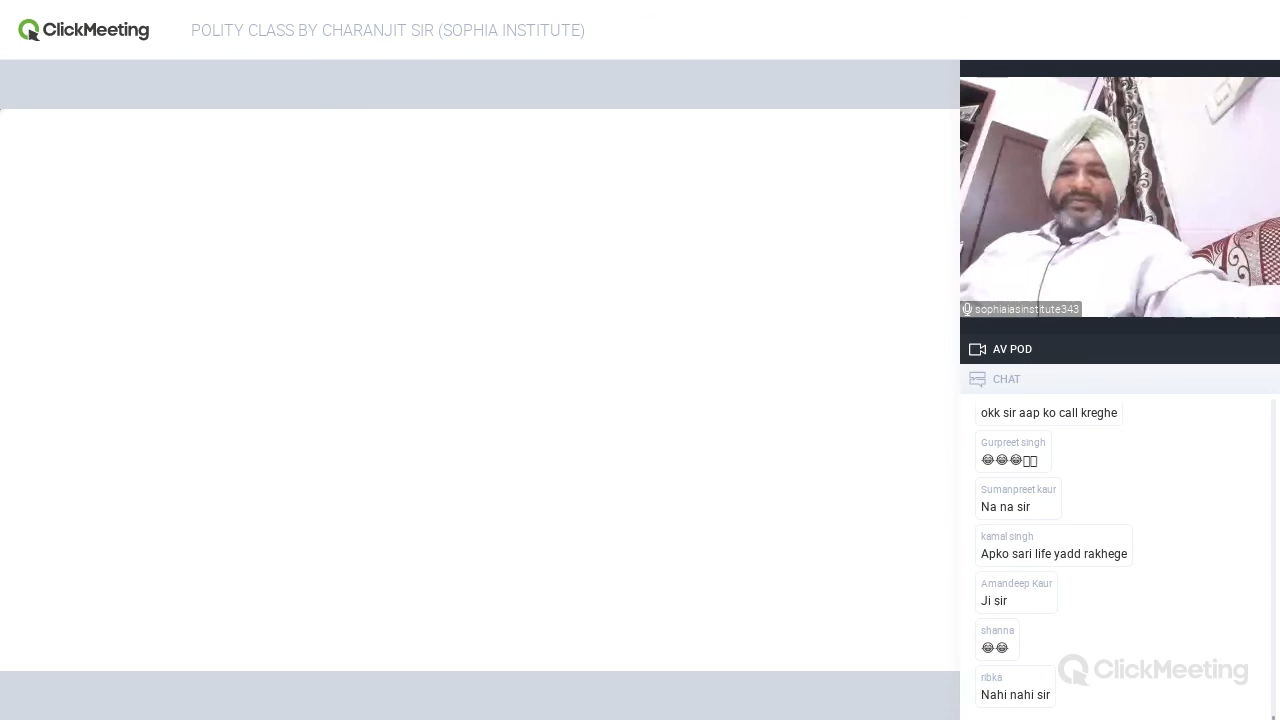 ClickMeeting
POLITY CLASS BY CHARANJIT SIR (SOPHIA INSTITUTE)
sophiaiasinstitute343
AV POD
CHAT
okk sir aap ko call kreghe
Gurpreet singh
😂😂😂
Sumanpreet kaur
Na na sir
kamal singh
Apko sari life yadd rakhege
Amandeep Kaur
Ji sir
shanna
😂😂
ribka
Nahi nahi sir
ClickMeeting